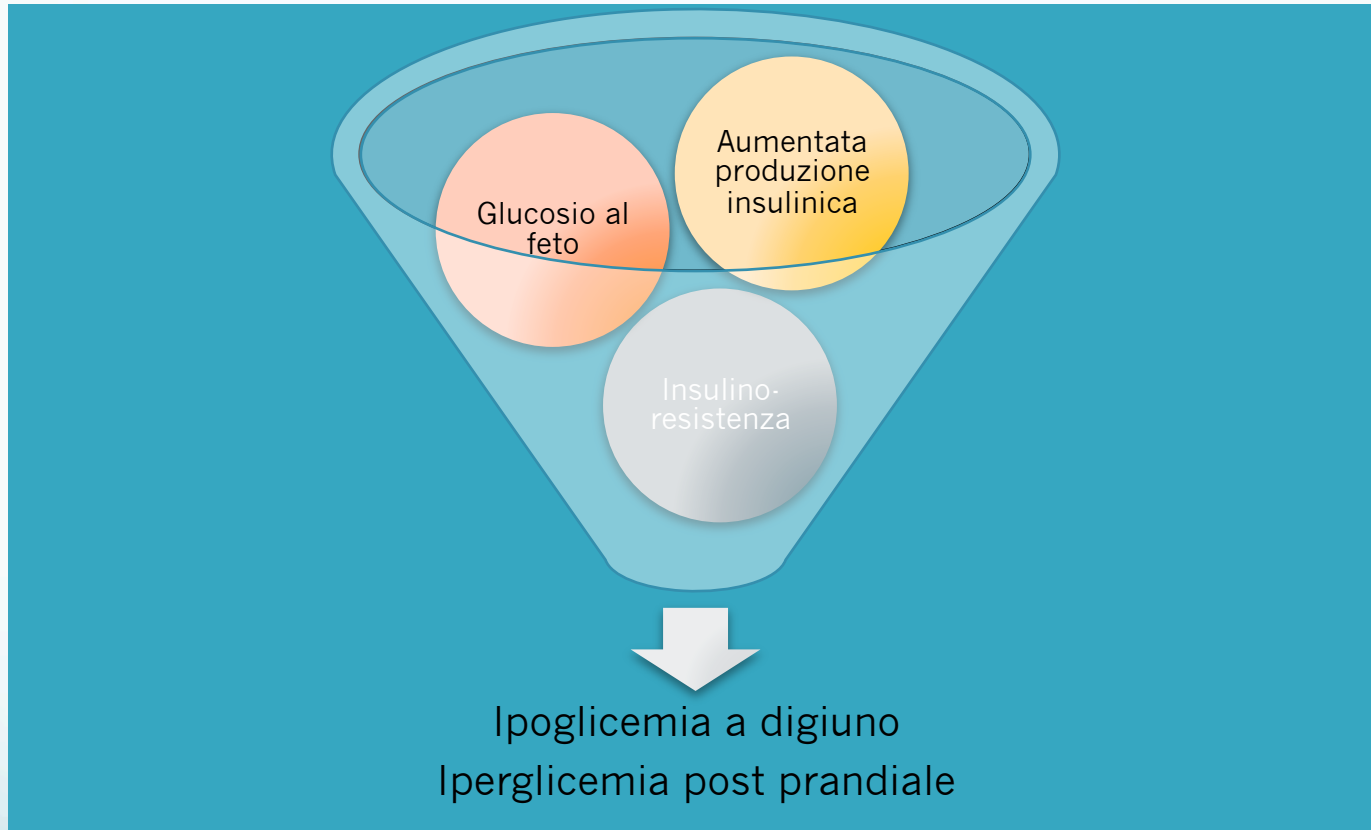 Aumentata
produzione
insulinica
Glucosio al
feto
Insulino-
resistenza
Ipoglicemia a digiuno
Iperglicemia post prandiale